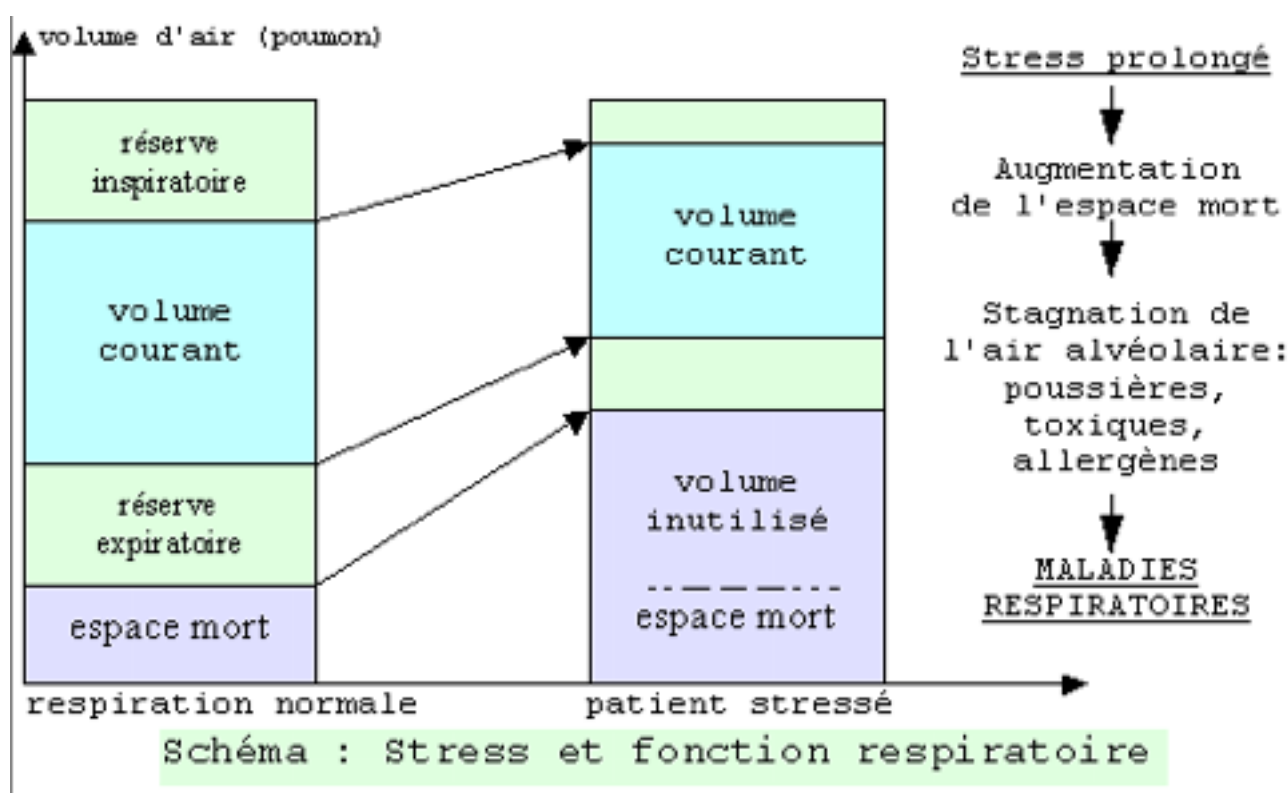 volume d'air (poumon)
réserve
inspiratoire
volume
courant
réserve
expiratoire
espace mort
respiration normale
volume
courant
volume
inutilisé
espace mort
patient stressé
Stress prolongé
Augmentation
de l'espace mort
Stagnation de
l'air alvéolaire:
poussières,
toxiques,
allergènes
MALADIES
RESPIRATOIRES
Schéma : Stress et fonction respiratoire